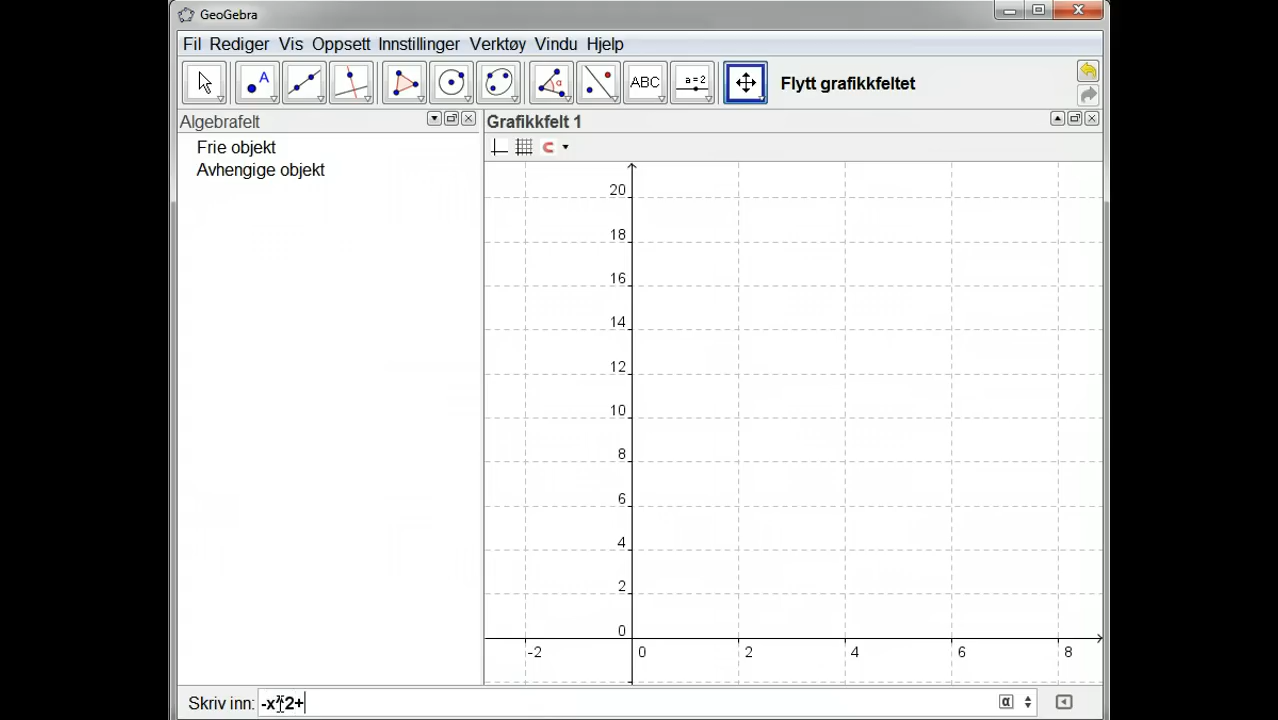 GeoGebra
Fil Rediger Vis Oppsett Innstillinger Verktøy Vindu Hjelp
A α ABC a=2 Flytt grafikkfeltet
Algebrafelt
Grafikkfelt 1
Frie objekt
Avhengige objekt
20
18
16
14
12
10
8
6
4
2
0
-2 0 2 4 6 8
Skriv inn: -x^2+ α